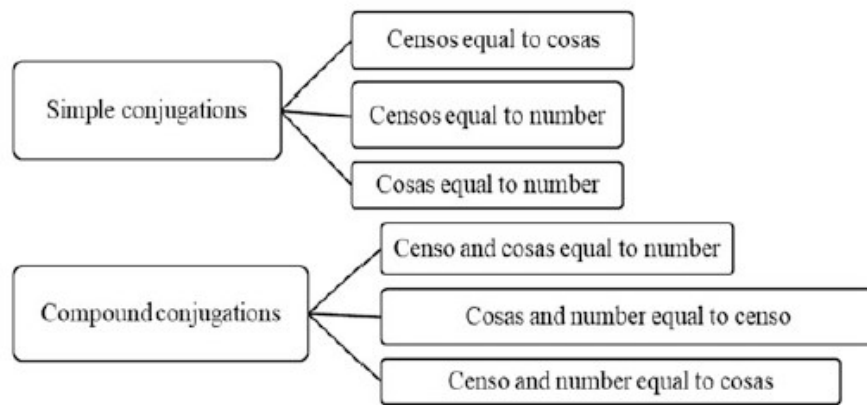 Simple conjugations
Censos equal to cosas
Censos equal to number
Cosas equal to number
Compound conjugations
Censo and cosas equal to number
Cosas and number equal to censo
Censo and number equal to cosas